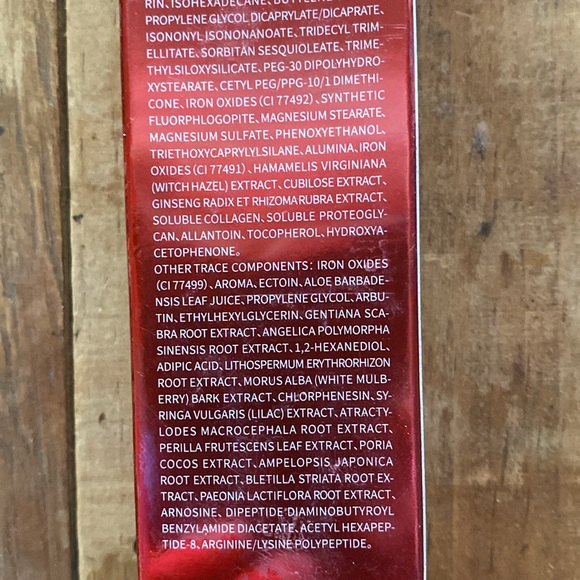 RIN、ISOHEXADECANE、BUTYLENE
PROPYLENE GLYCOL DICAPRYLATE/DICAPRATE、
ISONONYL ISONONANOATE、TRIDECYL TRIM-
ELLITATE、SORBITAN SESQUIOLEATE、TRIME-
THYLSILOXYSILICATE、PEG-30 DIPOLYHYDRO-
XYSTEARATE、CETYL PEG/PPG-10/1 DIMETHI-
CONE、IRON OXIDES (CI 77492)、SYNTHETIC
FLUORPHLOGOPITE、MAGNESIUM STEARATE、
MAGNESIUM SULFATE、PHENOXYETHANOL、
TRIETHOXYCAPRYLYLSILANE、ALUMINA、IRON
OXIDES (CI 77491)、HAMAMELIS VIRGINIANA
(WITCH HAZEL) EXTRACT、CUBILOSE EXTRACT、
GINSENG RADIX ET RHIZOMA RUBRA EXTRACT、
SOLUBLE COLLAGEN、SOLUBLE PROTEOGLY-
CAN、ALLANTOIN、TOCOPHEROL、HYDROXYA-
CETOPHENONE。
OTHER TRACE COMPONENTS：IRON OXIDES
(CI 77499)、AROMA、ECTOIN、ALOE BARBADE-
NSIS LEAF JUICE、PROPYLENE GLYCOL、ARBU-
TIN、ETHYLHEXYLGLYCERIN、GENTIANA SCA-
BRA ROOT EXTRACT、ANGELICA POLYMORPHA
SINENSIS ROOT EXTRACT、1,2-HEXANEDIOL、
ADIPIC ACID、LITHOSPERMUM ERYTHRORHIZON
ROOT EXTRACT、MORUS ALBA (WHITE MULB-
ERRY) BARK EXTRACT、CHLORPHENESIN、SY-
RINGA VULGARIS (LILAC) EXTRACT、ATRACTY-
LODES MACROCEPHALA ROOT EXTRACT、
PERILLA FRUTESCENS LEAF EXTRACT、PORIA
COCOS EXTRACT、AMPELOPSIS JAPONICA
ROOT EXTRACT、BLETILLA STRIATA ROOT EX-
TRACT、PAEONIA LACTIFLORA ROOT EXTRACT、
ARNOSINE、DIPEPTIDE DIAMINOBUTYROYL
BENZYLAMIDE DIACETATE、ACETYL HEXAPEP-
TIDE-8、ARGININE/LYSINE POLYPEPTIDE。